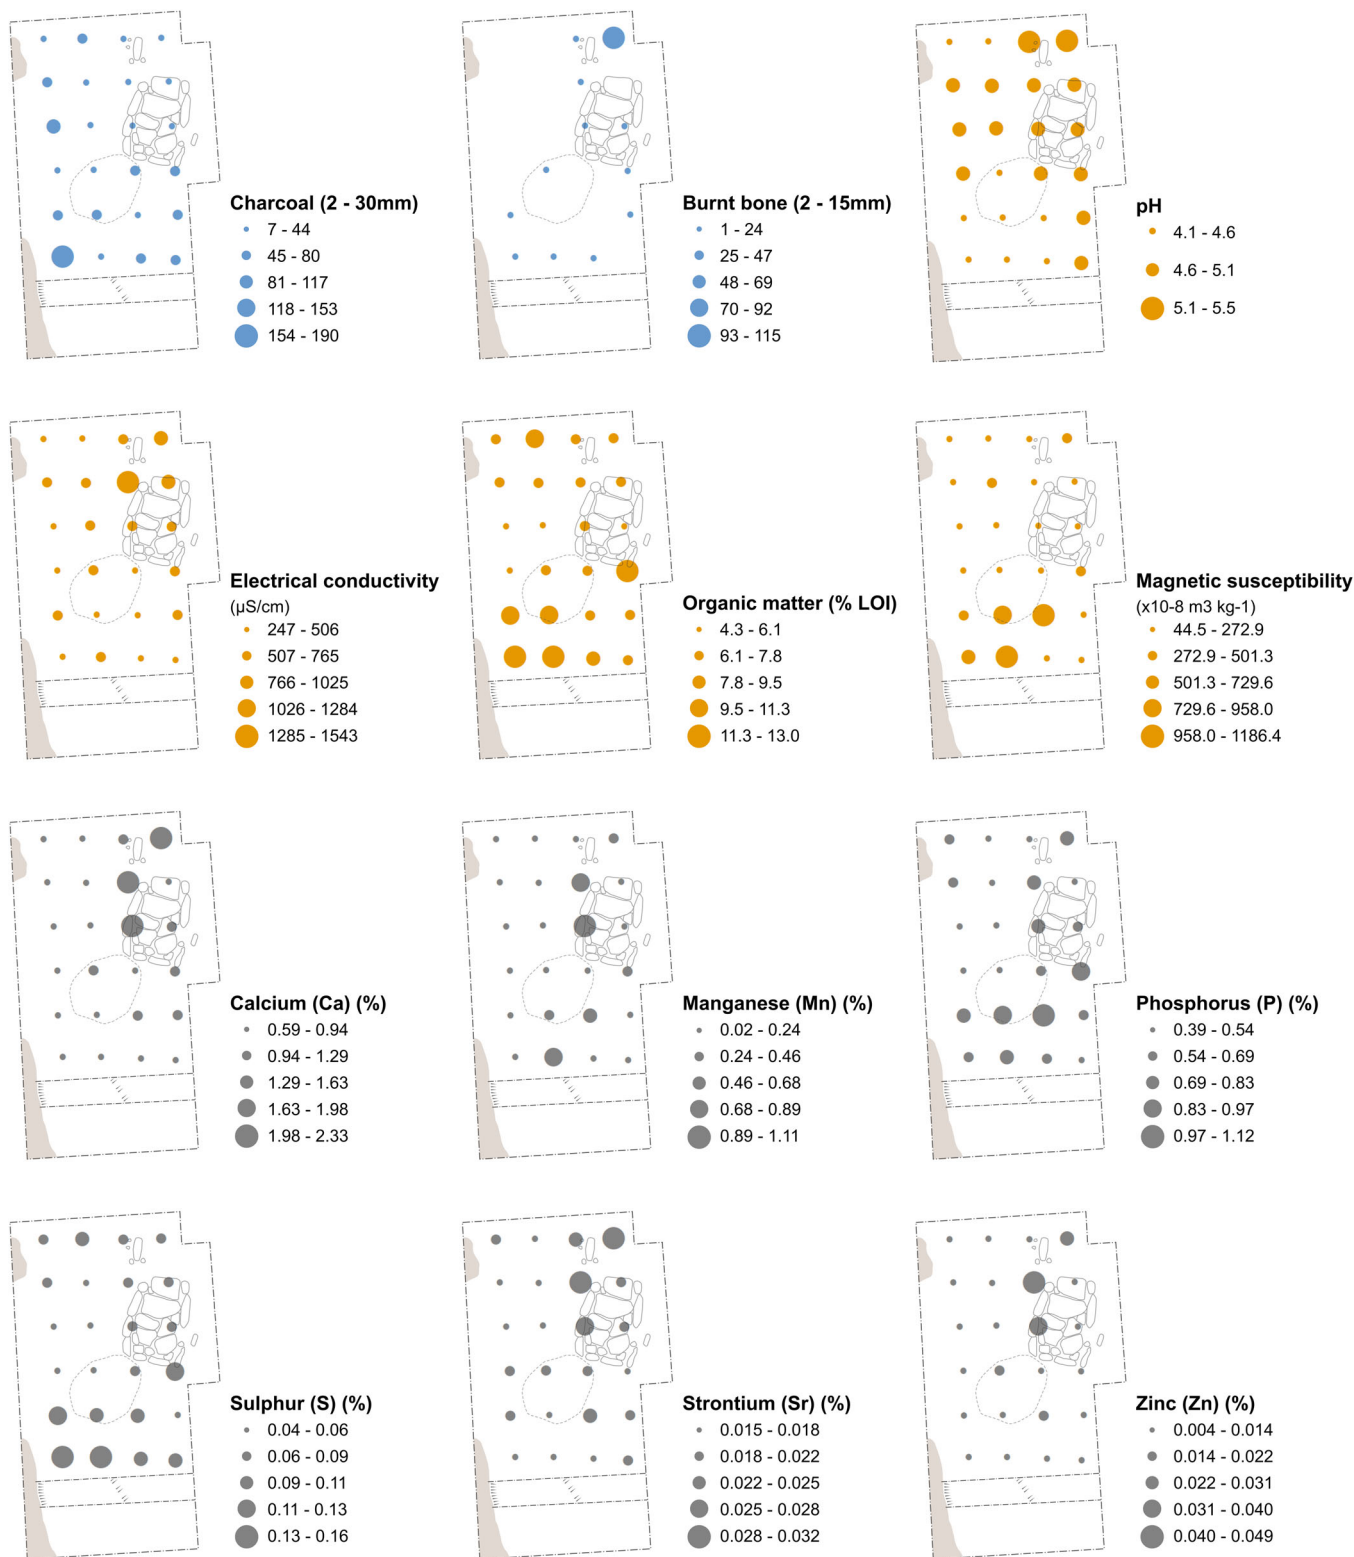 Charcoal (2 - 30mm)
7 - 44
45 - 80
81 - 117
118 - 153
154 - 190
Burnt bone (2 - 15mm)
1 - 24
25 - 47
48 - 69
70 - 92
93 - 115
pH
4.1 - 4.6
4.6 - 5.1
5.1 - 5.5
Electrical conductivity
(µS/cm)
247 - 506
507 - 765
766 - 1025
1026 - 1284
1285 - 1543
Organic matter (% LOI)
4.3 - 6.1
6.1 - 7.8
7.8 - 9.5
9.5 - 11.3
11.3 - 13.0
Magnetic susceptibility
(x10-8 m3 kg-1)
44.5 - 272.9
272.9 - 501.3
501.3 - 729.6
729.6 - 958.0
958.0 - 1186.4
Calcium (Ca) (%)
0.59 - 0.94
0.94 - 1.29
1.29 - 1.63
1.63 - 1.98
1.98 - 2.33
Manganese (Mn) (%)
0.02 - 0.24
0.24 - 0.46
0.46 - 0.68
0.68 - 0.89
0.89 - 1.11
Phosphorus (P) (%)
0.39 - 0.54
0.54 - 0.69
0.69 - 0.83
0.83 - 0.97
0.97 - 1.12
Sulphur (S) (%)
0.04 - 0.06
0.06 - 0.09
0.09 - 0.11
0.11 - 0.13
0.13 - 0.16
Strontium (Sr) (%)
0.015 - 0.018
0.018 - 0.022
0.022 - 0.025
0.025 - 0.028
0.028 - 0.032
Zinc (Zn) (%)
0.004 - 0.014
0.014 - 0.022
0.022 - 0.031
0.031 - 0.040
0.040 - 0.049